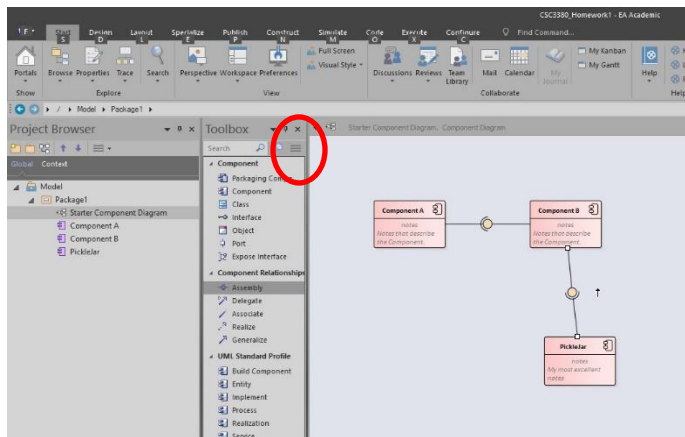 CSC3380_Homework1 - EA Academic
Start Design Layout Specialize Publish Construct Simulate Code Execute Configure Find Command...
S D L E P N M O X C
Full Screen
Visual Style
My Kanban
My Gantt
Portals Browse Properties Trace Search Perspective Workspace Preferences Discussions Reviews Team Library Mail Calendar My Journal Help
Show Explore View Collaborate Help
/ Model Package1
Project Browser
Global Context
Model
Package1
Starter Component Diagram
Component A
Component B
PickleJar
Toolbox
Search
Component
Packaging
Component
Class
Interface
Object
Port
Expose Interface
Component Relationships
Assembly
Delegate
Associate
Realize
Generalize
UML Standard Profile
Build Component
Entity
Implement
Process
Realization
Service
Starter Component Diagram. Component Diagram
Component A
notes
Notes that describe
the Component.
Component B
notes
Notes that describe
the Component.
PickleJar
notes
My most excellent
notes